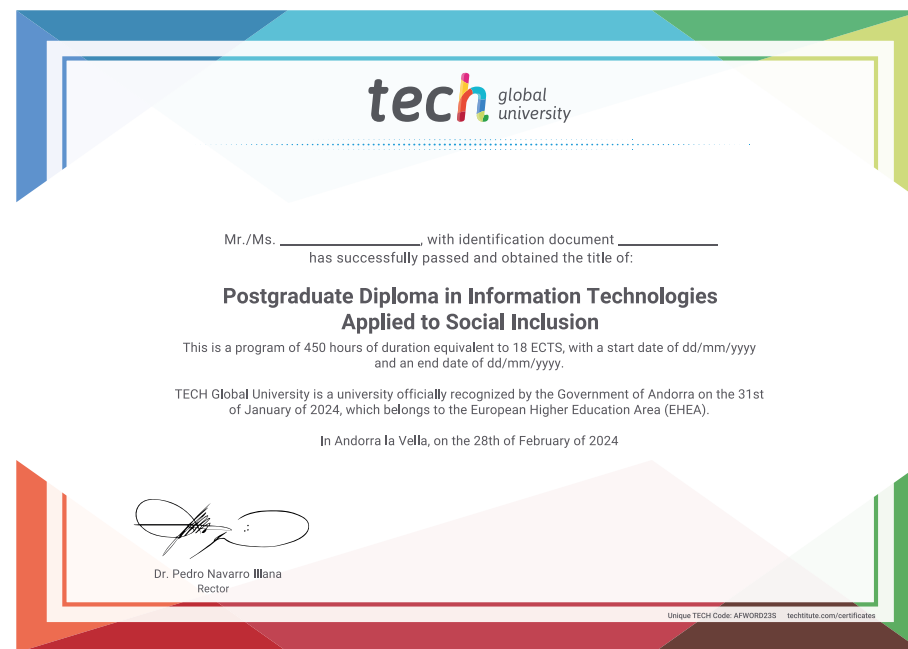 tech global university
Mr./Ms. ____________, with identification document ____________
has successfully passed and obtained the title of:
Postgraduate Diploma in Information Technologies
Applied to Social Inclusion
This is a program of 450 hours of duration equivalent to 18 ECTS, with a start date of dd/mm/yyyy
and an end date of dd/mm/yyyy.
TECH Global University is a university officially recognized by the Government of Andorra on the 31st
of January of 2024, which belongs to the European Higher Education Area (EHEA).
In Andorra la Vella, on the 28th of February of 2024
Dr. Pedro Navarro Illana
Rector
Unique TECH Code: AFWORD23S techtitute.com/certificates